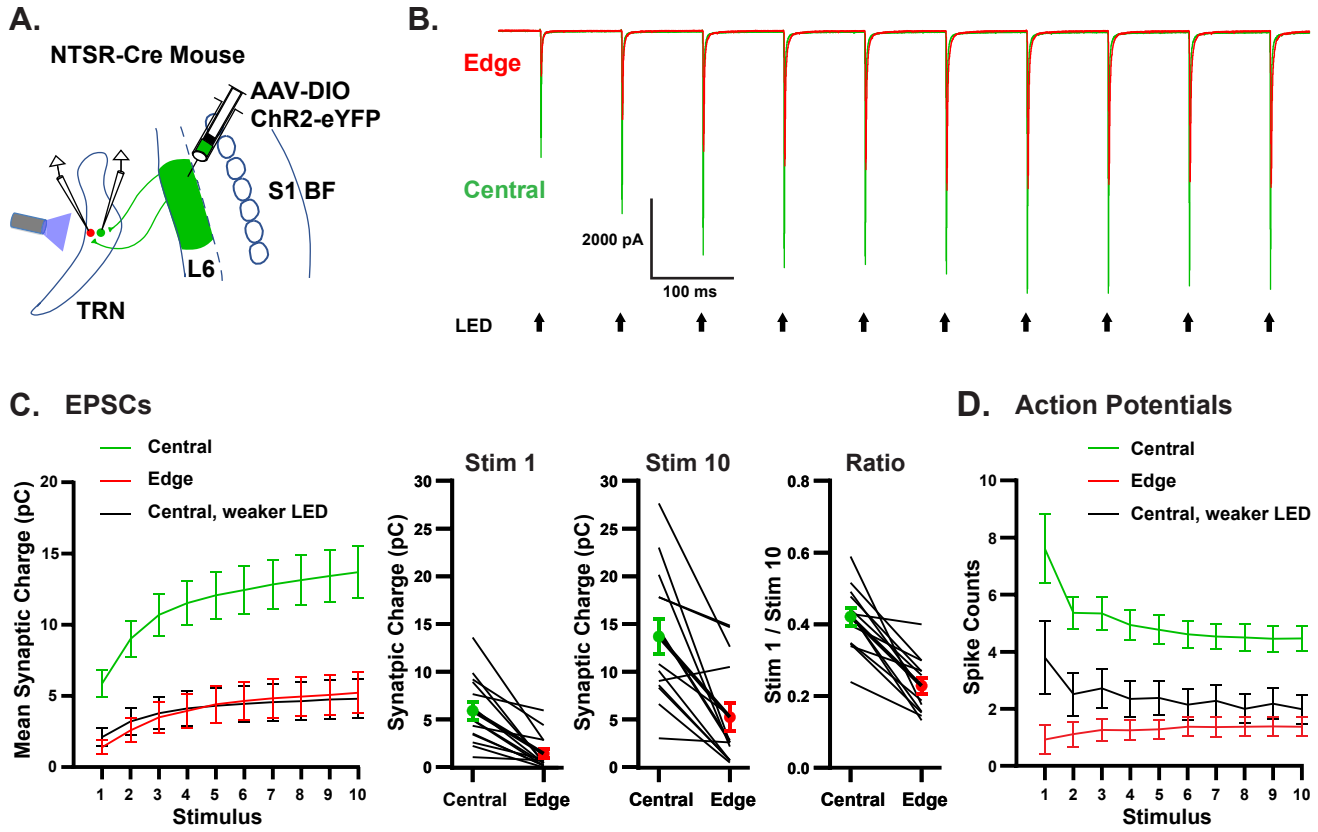 A.
NTSR-Cre Mouse
AAV-DIO
ChR2-eYFP
S1 BF
L6
TRN
B.
Edge
Central
2000 pA
100 ms
LED
C. EPSCs
Central
Edge
Central, weaker LED
Mean Synaptic Charge (pC)
20
15
10
5
0
1 2 3 4 5 6 7 8 9 10
Stimulus
Stim 1
Synatptic Charge (pC)
30
25
20
15
10
5
0
Central Edge
Stim 10
Synaptic Charge (pC)
30
25
20
15
10
5
0
Central Edge
Ratio
Stim 1 / Stim 10
0.8
0.6
0.4
0.2
0.0
Central Edge
D. Action Potentials
Central
Edge
Central, weaker LED
Spike Counts
10
8
6
4
2
0
1 2 3 4 5 6 7 8 9 10
Stimulus